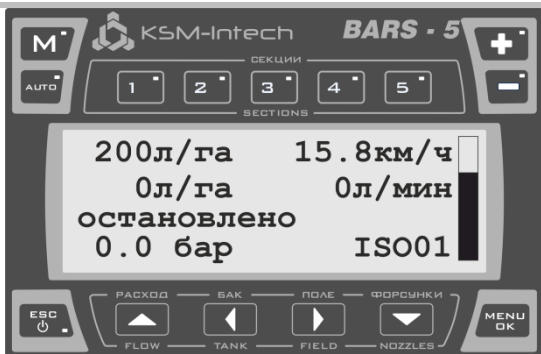 M
KSM-Intech
BARS - 5
+
AUTO
СЕКЦИИ
1 2 3 4 5
SECTIONS
-
200л/га 15.8км/ч
0л/га 0л/мин
остановлено
0.0 бар ISO01
РАСХОД БАК ПОЛЕ ФОРСУНКИ
ESC
MENU
OK
FLOW TANK FIELD NOZZLES